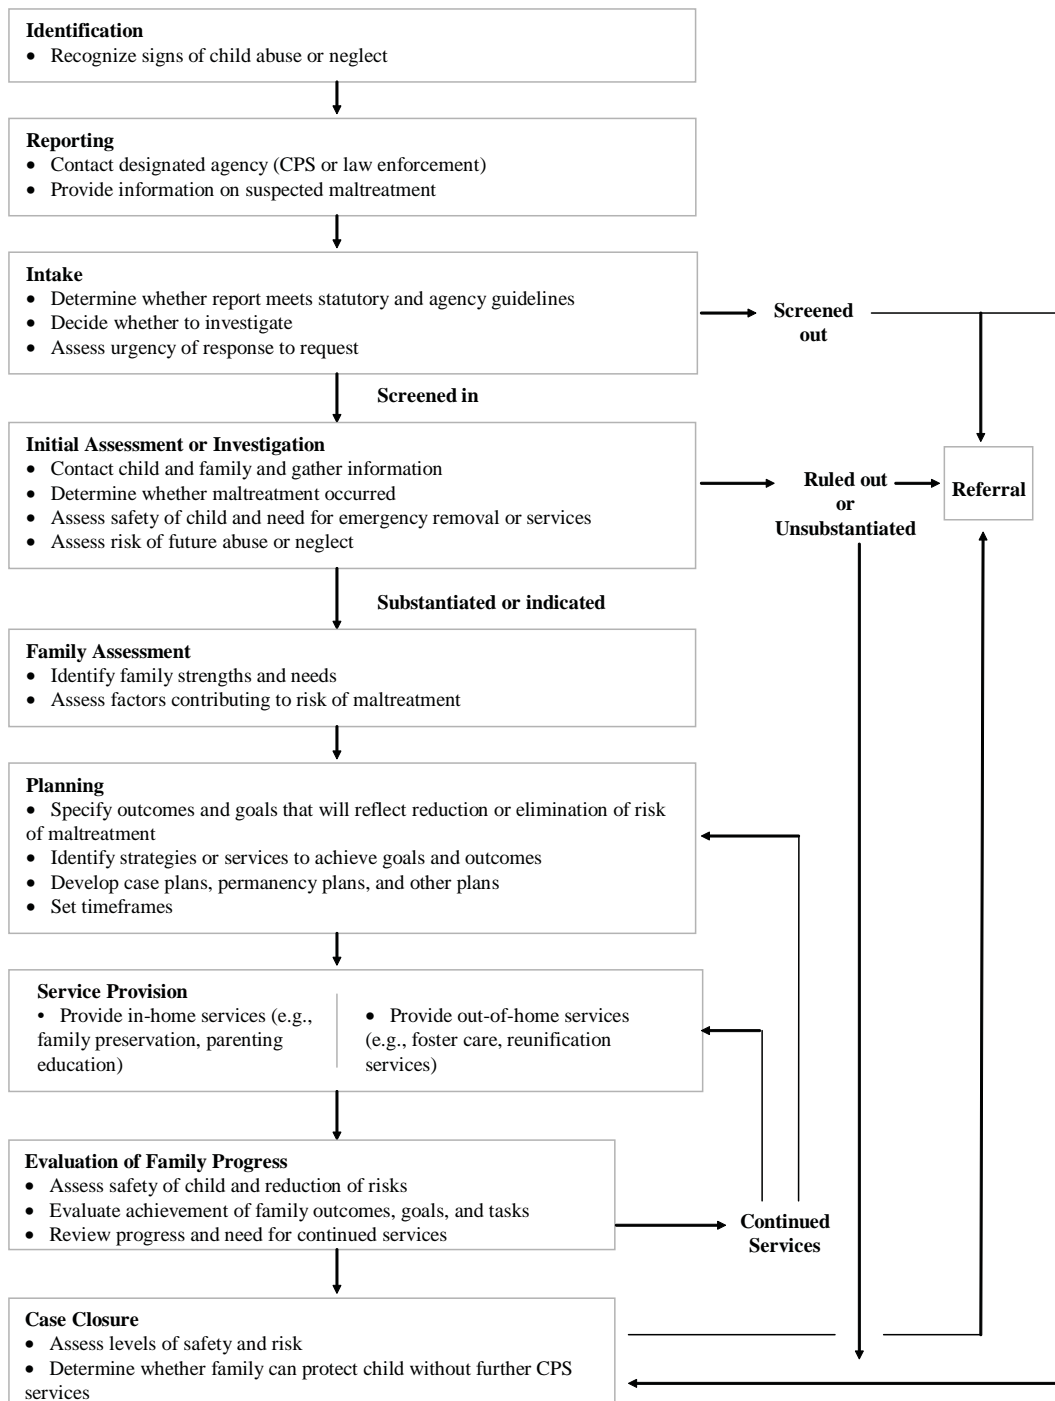 Identification
• Recognize signs of child abuse or neglect
Reporting
• Contact designated agency (CPS or law enforcement)
• Provide information on suspected maltreatment
Intake
• Determine whether report meets statutory and agency guidelines
• Decide whether to investigate
• Assess urgency of response to request
Screened
out
Screened in
Initial Assessment or Investigation
• Contact child and family and gather information
• Determine whether maltreatment occurred
• Assess safety of child and need for emergency removal or services
• Assess risk of future abuse or neglect
Ruled out
or
Unsubstantiated
Referral
Substantiated or indicated
Family Assessment
• Identify family strengths and needs
• Assess factors contributing to risk of maltreatment
Planning
• Specify outcomes and goals that will reflect reduction or elimination of risk
of maltreatment
• Identify strategies or services to achieve goals and outcomes
• Develop case plans, permanency plans, and other plans
• Set timeframes
Service Provision
• Provide in-home services (e.g.,
family preservation, parenting
education)
• Provide out-of-home services
(e.g., foster care, reunification
services)
Evaluation of Family Progress
• Assess safety of child and reduction of risks
• Evaluate achievement of family outcomes, goals, and tasks
• Review progress and need for continued services
Continued
Services
Case Closure
• Assess levels of safety and risk
• Determine whether family can protect child without further CPS
services